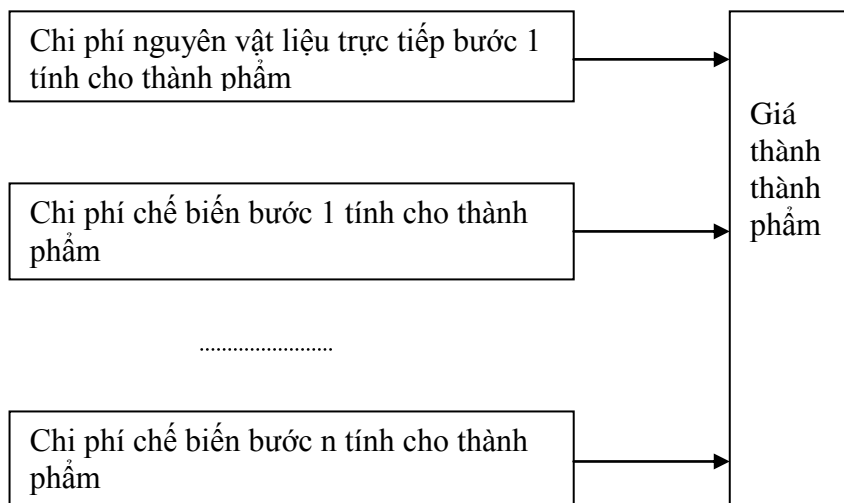 Chi phí nguyên vật liệu trực tiếp bước 1
tính cho thành phẩm
Giá
thành
thành
phẩm
Chi phí chế biến bước 1 tính cho thành
phẩm
........................
Chi phí chế biến bước n tính cho thành
phẩm